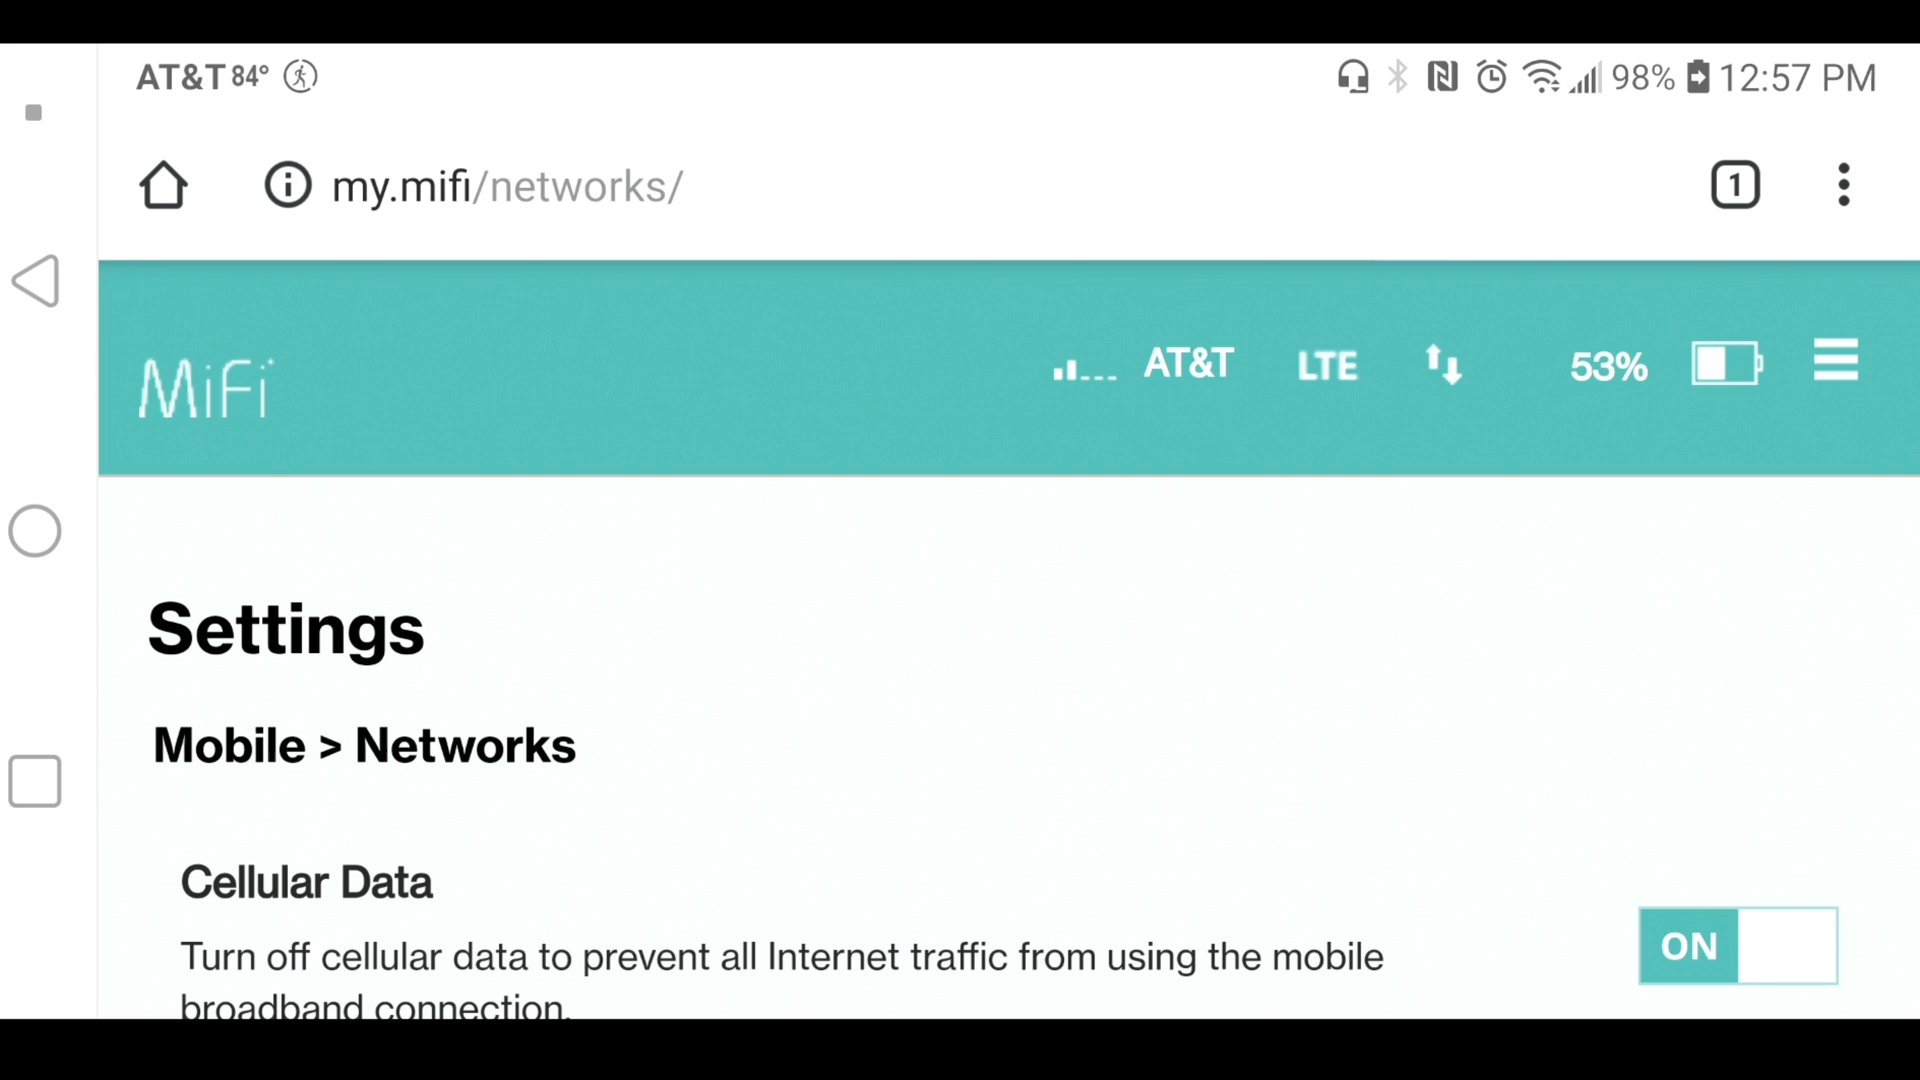 AT&T 84° 98% 12:57 PM
my.mifi/networks/ 1
MiFi AT&T LTE 53%
Settings
Mobile > Networks
Cellular Data
Turn off cellular data to prevent all Internet traffic from using the mobile
broadband connection.
ON